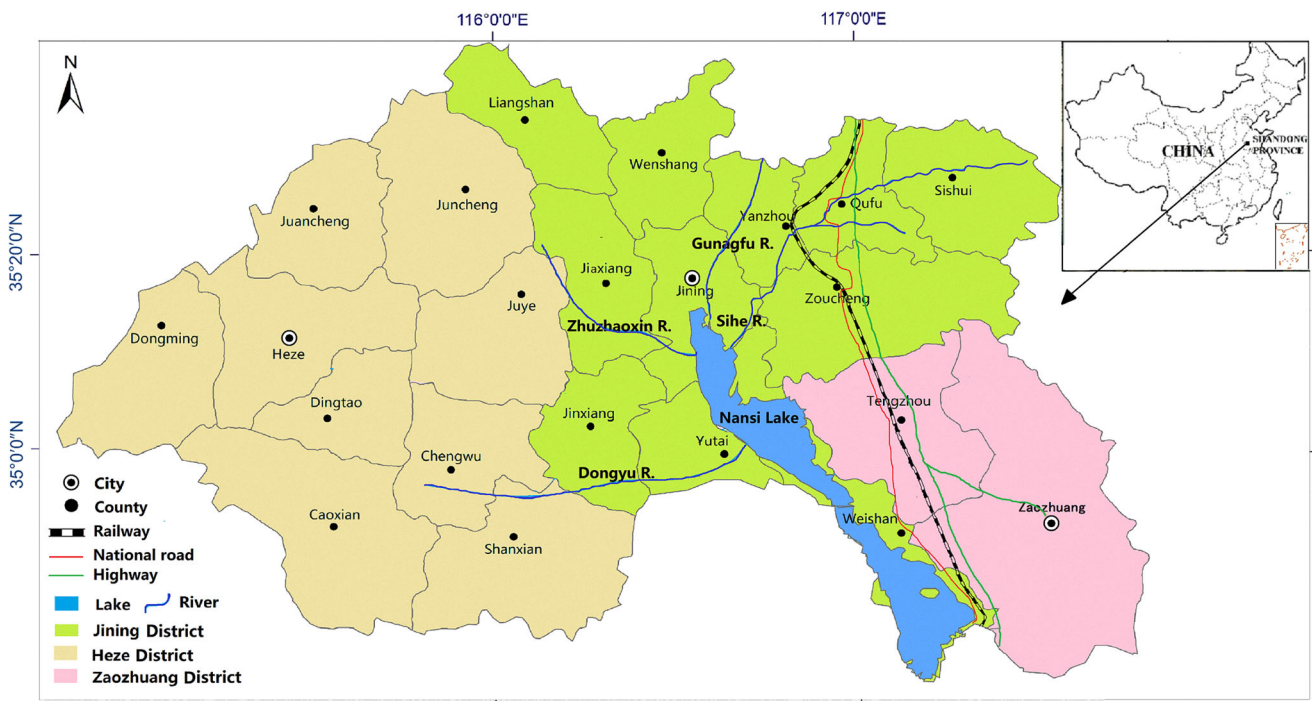 116°0'0"E
117°0'0"E
N
Liangshan
Wenshang
Sishui
Juancheng
Juncheng
Qufu
Yanzhou
Gunagfu R.
CHINA
SHANDONG
PROVINCE
35°20'0"N
Jiaxiang
Jining
Zoucheng
Juye
Zhuzhaoxin R.
Sihe R.
Dongming
Heze
Dingtao
Jinxiang
Tengzhou
Nansi Lake
Yutai
35°0'0"N
Chengwu
Dongyu R.
Caoxian
Shanxian
Weishan
Zaozhuang
City
County
Railway
National road
Highway
Lake River
Jining District
Heze District
Zaozhuang District